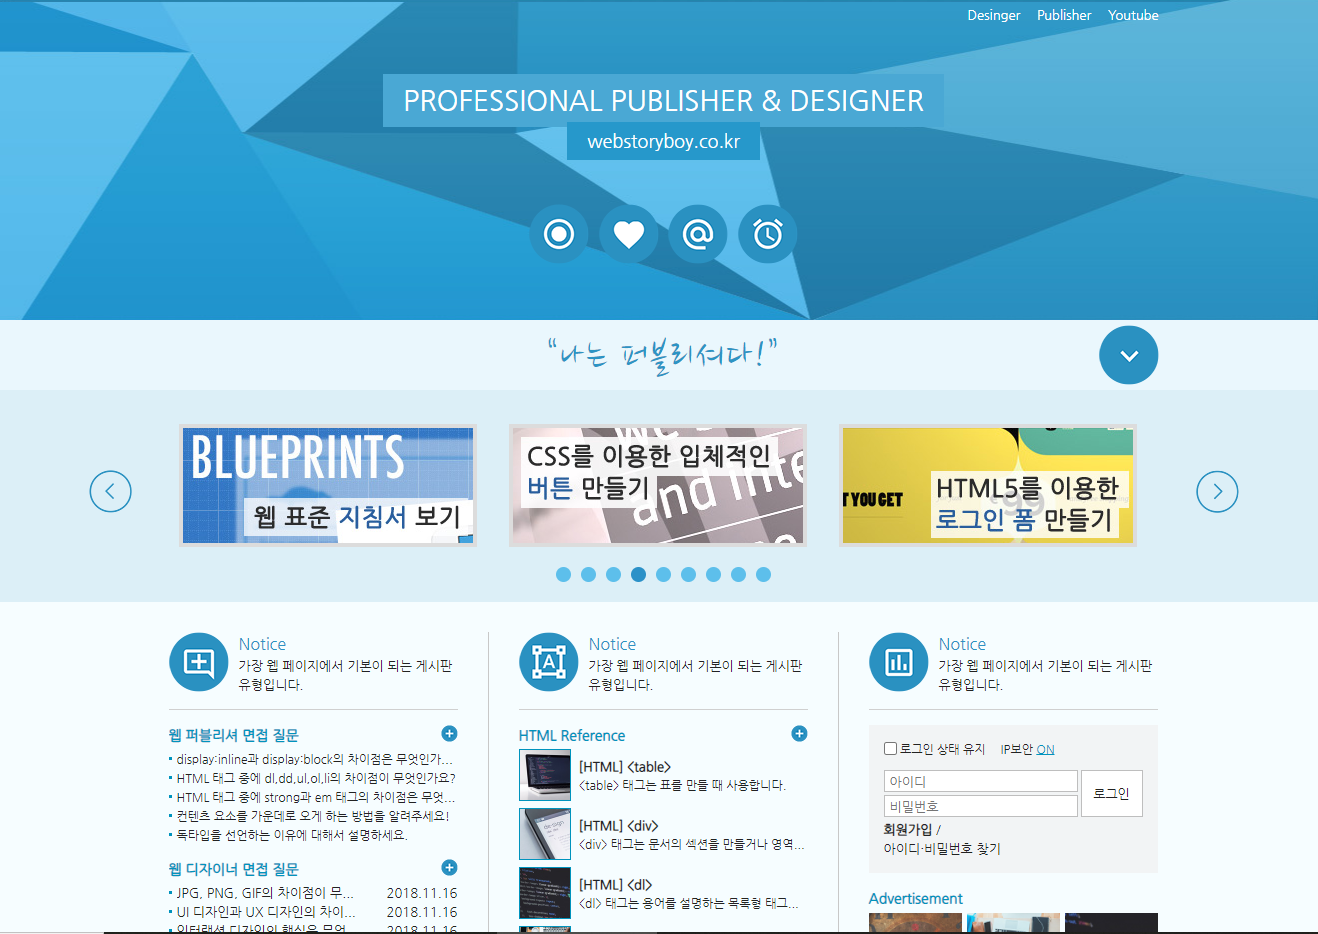 Desinger Publisher Youtube
PROFESSIONAL PUBLISHER & DESIGNER
webstoryboy.co.kr
“나는 퍼블리셔다!”
BLUEPRINTS
웹 표준 지침서 보기
CSS를 이용한 입체적인
버튼 만들기
and inte
T YOU GET
HTML5를 이용한
로그인 폼 만들기
99
Notice
가장 웹 페이지에서 기본이 되는 게시판
유형입니다.
웹 퍼블리셔 면접 질문
display:inline과 display:block의 차이점은 무엇인가...
HTML 태그 중에 dl,dd,ul,ol,li의 차이점이 무엇인가요?
HTML 태그 중에 strong과 em 태그의 차이점은 무엇...
컨텐츠 요소를 가운데로 오게 하는 방법을 알려주세요!
독타입을 선언하는 이유에 대해서 설명하세요.
웹 디자이너 면접 질문
JPG, PNG, GIF의 차이점이 무... 2018.11.16
UI 디자인과 UX 디자인의 차이... 2018.11.16
인터랙션 디자인의 핵심은 무엇... 2018.11.16
A
Notice
가장 웹 페이지에서 기본이 되는 게시판
유형입니다.
HTML Reference
[HTML] <table>
<table> 태그는 표를 만들 때 사용합니다.
[HTML] <div>
<div> 태그는 문서의 섹션을 만들거나 영역...
[HTML] <dl>
<dl> 태그는 용어를 설명하는 목록형 태그...
Notice
가장 웹 페이지에서 기본이 되는 게시판
유형입니다.
로그인 상태 유지 IP보안 ON
아이디
비밀번호
로그인
회원가입 /
아이디·비밀번호 찾기
Advertisement